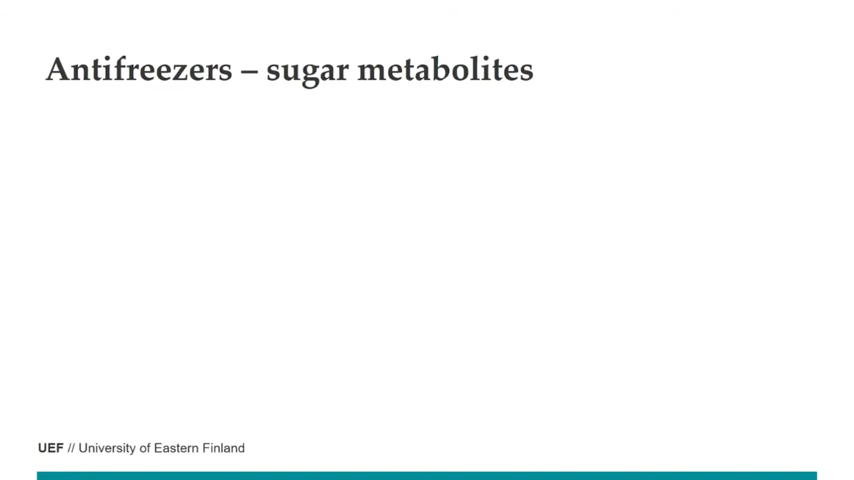 Antifreezers – sugar metabolites
UEF // University of Eastern Finland